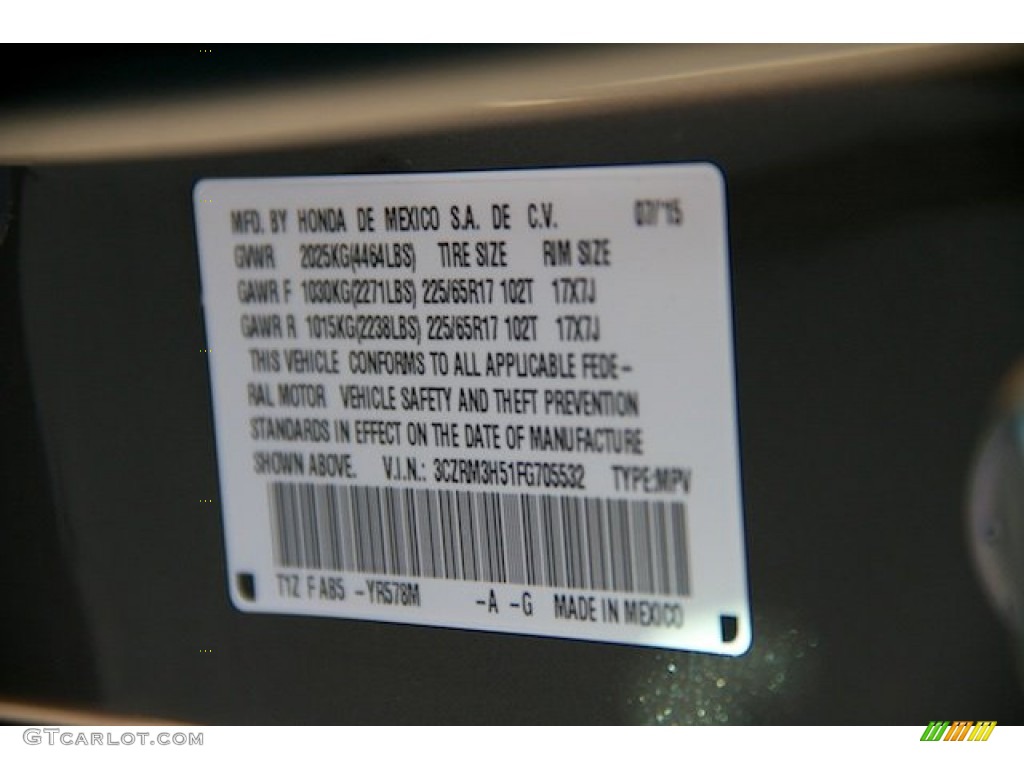 MFD. BY HONDA DE MEXICO S.A. DE C.V. 07/'15
GVWR 2025KG(4464LBS) TIRE SIZE RIM SIZE
GAWR F 1030KG(2271LBS) 225/65R17 102T 17X7J
GAWR R 1015KG(2238LBS) 225/65R17 102T 17X7J
THIS VEHICLE CONFORMS TO ALL APPLICABLE FEDE-
RAL MOTOR VEHICLE SAFETY AND THEFT PREVENTION
STANDARDS IN EFFECT ON THE DATE OF MANUFACTURE
SHOWN ABOVE. V.I.N.: 3CZRM3H51FG705532 TYPE:MPV
T1Z F A85 -YR578M -A -G MADE IN MEXICO
GTcarlot.com